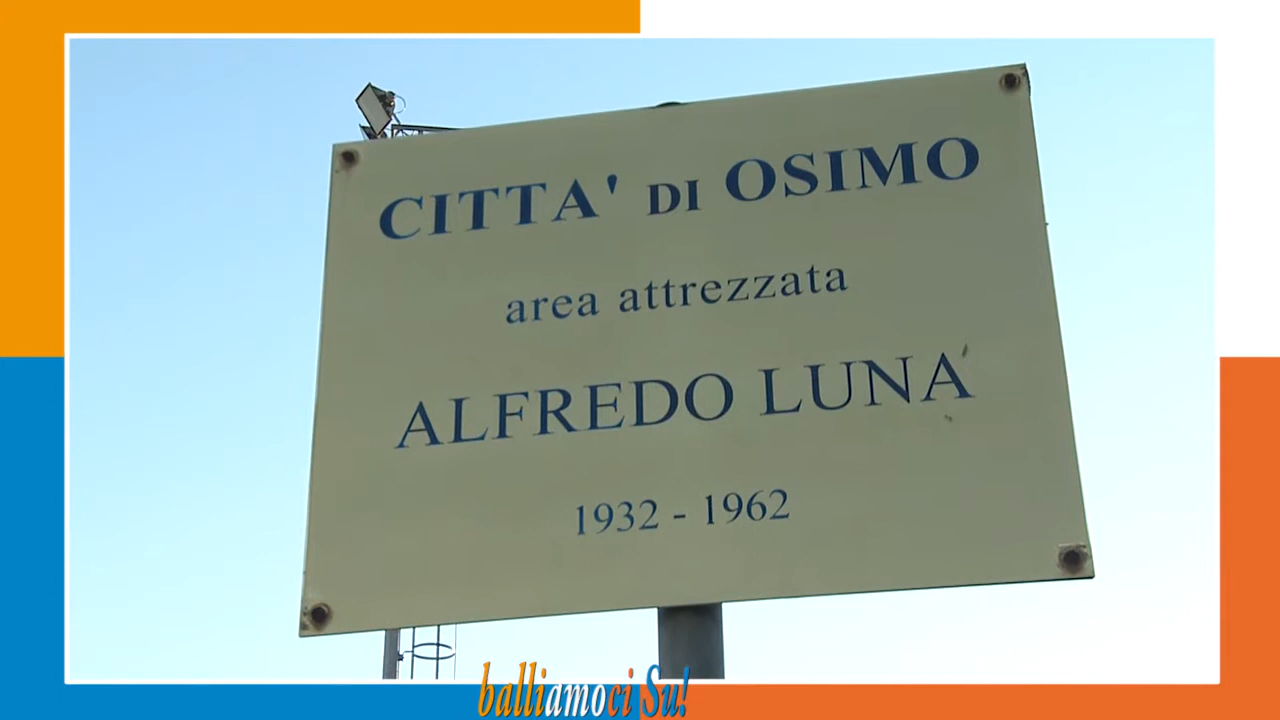 CITTA' DI OSIMO
area attrezzata
ALFREDO LUNA
1932 - 1962
balliamoci Su!